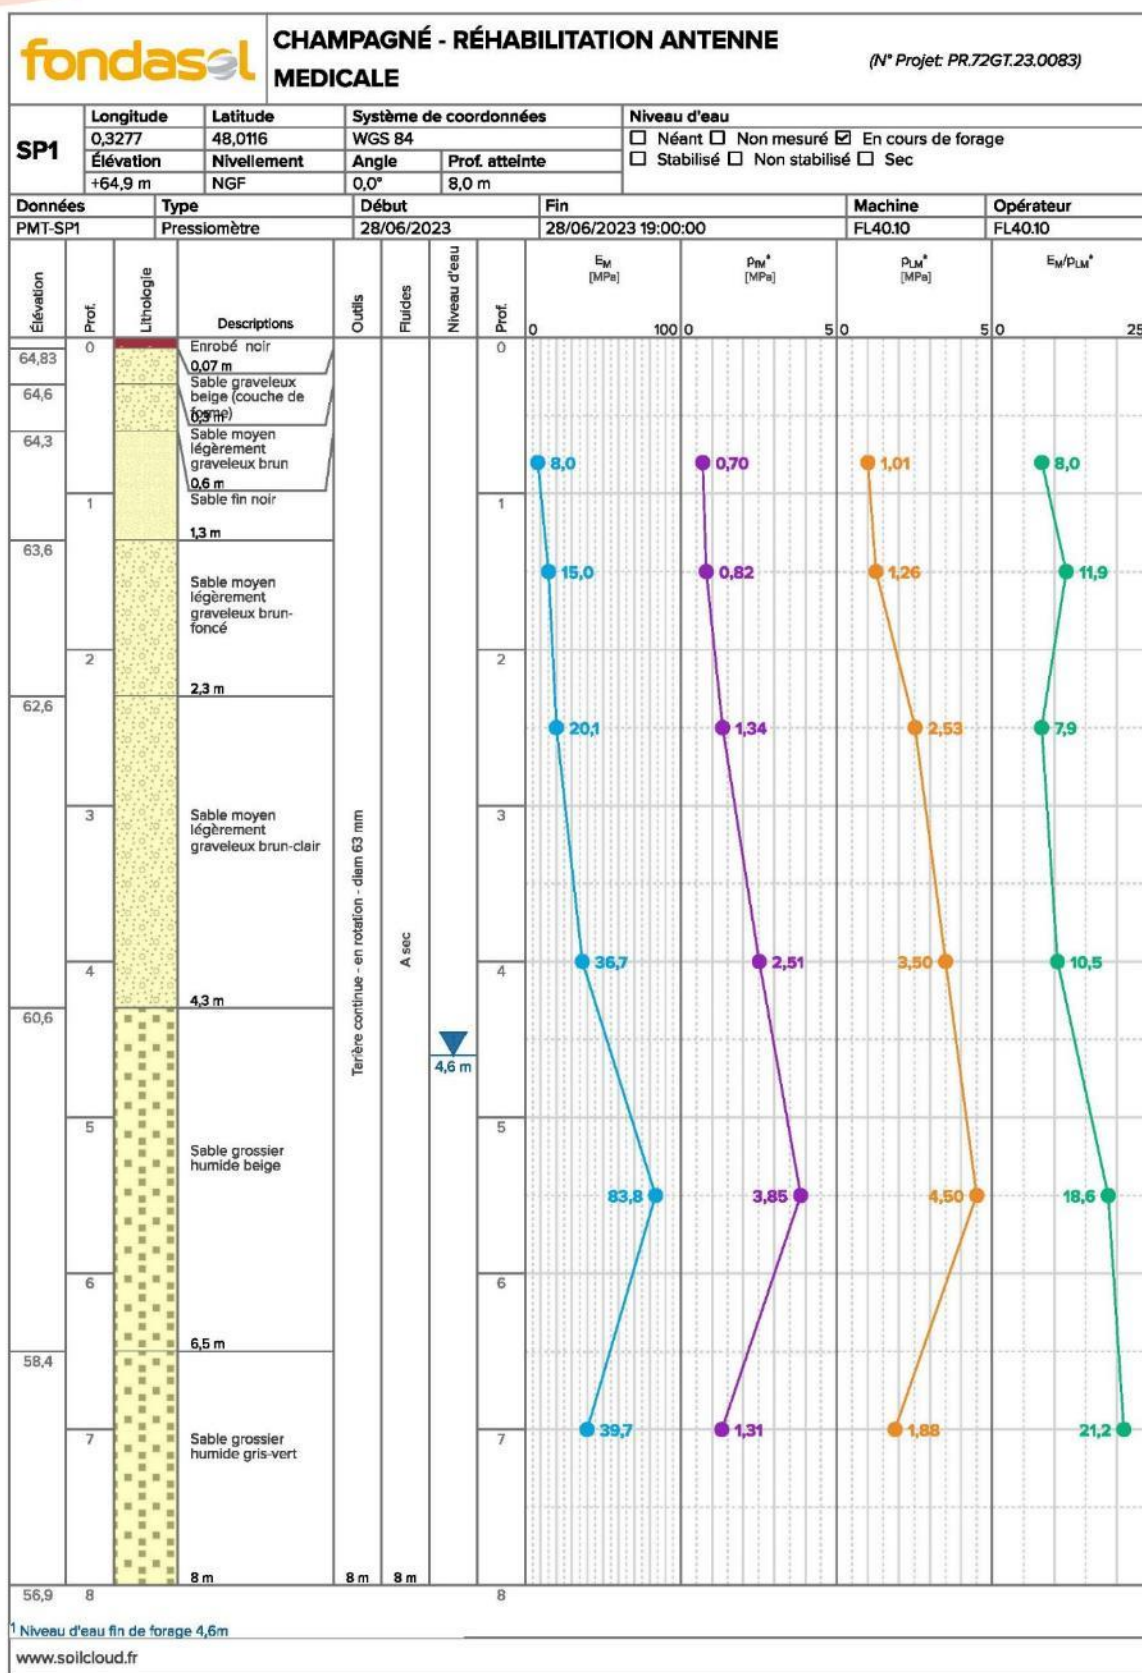 fondasol
CHAMPAGNÉ - RÉHABILITATION ANTENNE
MEDICALE
(N° Projet: PR.72GT.23.0083)
SP1
Longitude Latitude Système de coordonnées Niveau d'eau
0,3277 48,0116 WGS 84
☐ Néant ☐ Non mesuré ☑ En cours de forage
Élévation Nivellement Angle Prof. atteinte
☐ Stabilisé ☐ Non stabilisé ☐ Sec
+64,9 m NGF 0,0° 8,0 m
Données Type Début Fin Machine Opérateur
PMT-SP1 Pressiomètre 28/06/2023 28/06/2023 19:00:00 FL40.10 FL40.10
Élévation
Prof.
Lithologie
Descriptions
Outils
Fluides
Niveau d'eau
Prof.
EM
[MPa]
pfM*
[MPa]
pLM*
[MPa]
EM/pLM*
0 100 0 5 0 5 0 25
0 Enrobé noir 0
64,83 0,07 m
Sable graveleux
64,6 beige (couche de
forme)
0,3 m
64,3 Sable moyen
légèrement
graveleux brun
8,0 0,70 1,01 8,0
0,6 m
1 Sable fin noir 1
1,3 m
63,6
15,0 0,82 1,26 11,9
Sable moyen
légèrement
graveleux brun-
foncé
2 2
2,3 m
62,6
20,1 1,34 2,53 7,9
3 Sable moyen 3
légèrement
graveleux brun-clair
Tarière continue - en rotation - diam 63 mm
A sec
4 36,7 2,51 3,50 10,5
4
4,3 m
60,6
4,6 m
5 5
Sable grossier
humide beige
83,8 3,85 4,50 18,6
6 6
6,5 m
58,4
7 Sable grossier 7 39,7 1,31 1,88 21,2
humide gris-vert
8 m 8 m 8 m
56,9 8 8
1 Niveau d'eau fin de forage 4,6m
www.soilcloud.fr